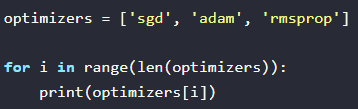 optimizers = ['sgd', 'adam', 'rmsprop']
for i in range(len(optimizers)):
    print(optimizers[i])